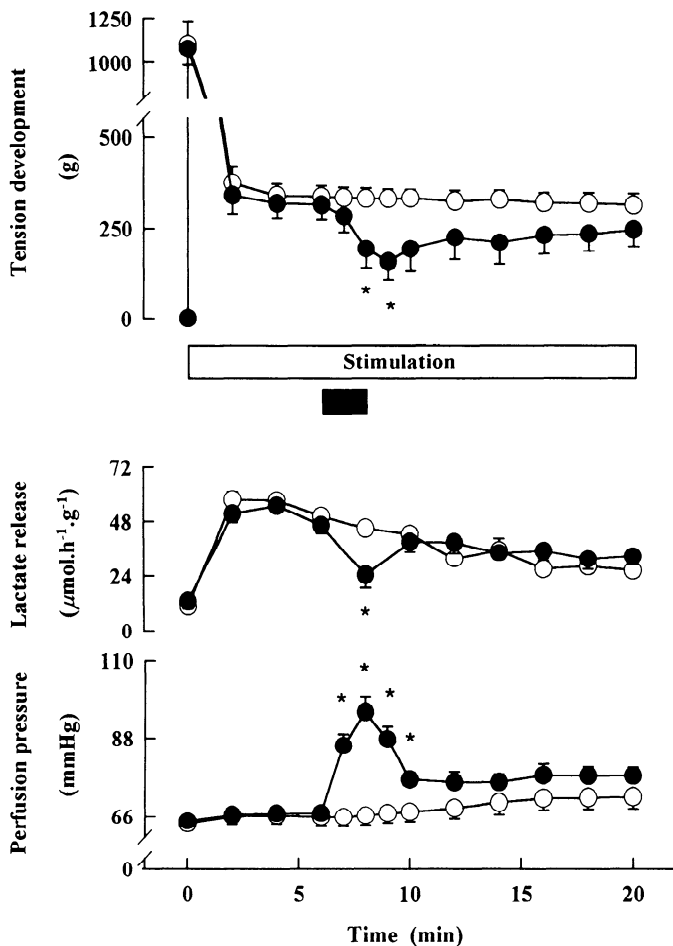 Tension development
(g)
1250
1000
500
250
0
*
*
Stimulation
Lactate release
(µmol.h⁻¹.g⁻¹)
72
48
24
0
*
Perfusion pressure
(mmHg)
110
88
66
0
*
*
*
*
0 5 10 15 20
Time (min)